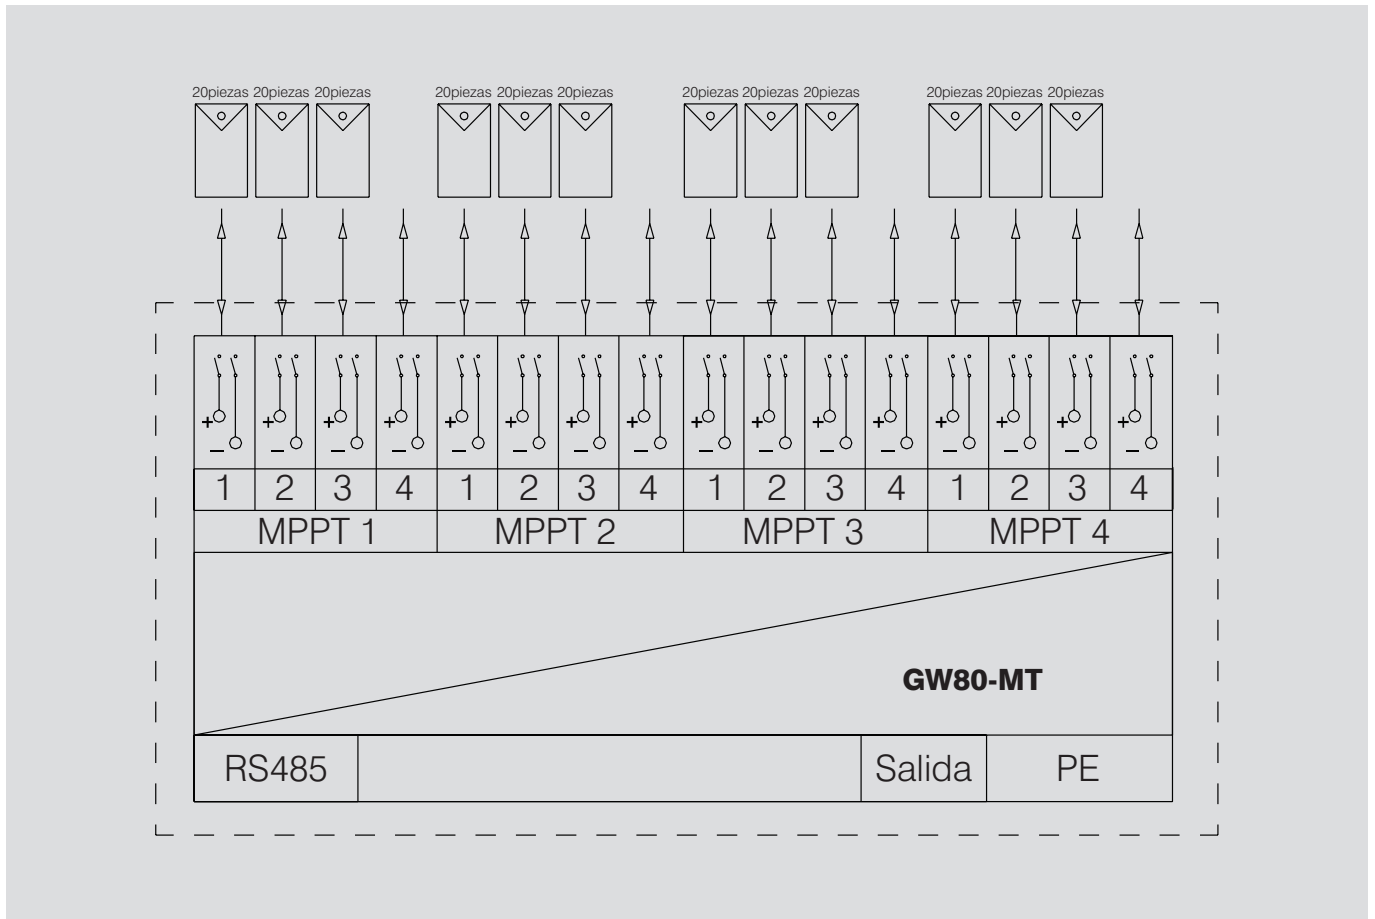 20piezas 20piezas 20piezas 20piezas 20piezas 20piezas 20piezas 20piezas 20piezas 20piezas 20piezas 20piezas
+ + + + + + + + + + + + + + + +
− − − − − − − − − − − − − − − −
1 2 3 4 1 2 3 4 1 2 3 4 1 2 3 4
MPPT 1 MPPT 2 MPPT 3 MPPT 4
GW80-MT
RS485 Salida PE